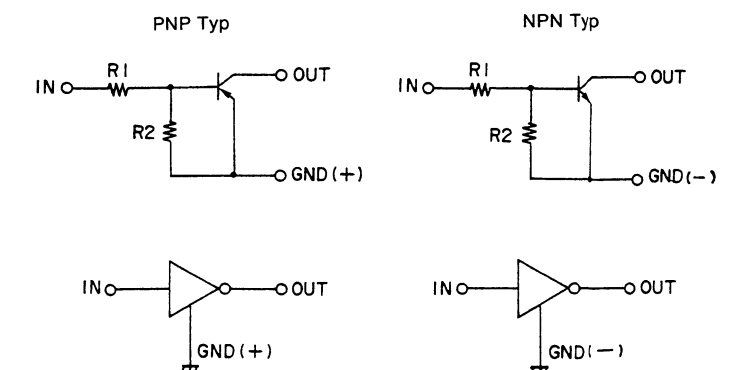 PNP Typ
NPN Typ
R1
R1
IN
OUT
IN
OUT
R2
R2
GND(+)
GND(-)
IN
OUT
IN
OUT
GND(+)
GND(-)